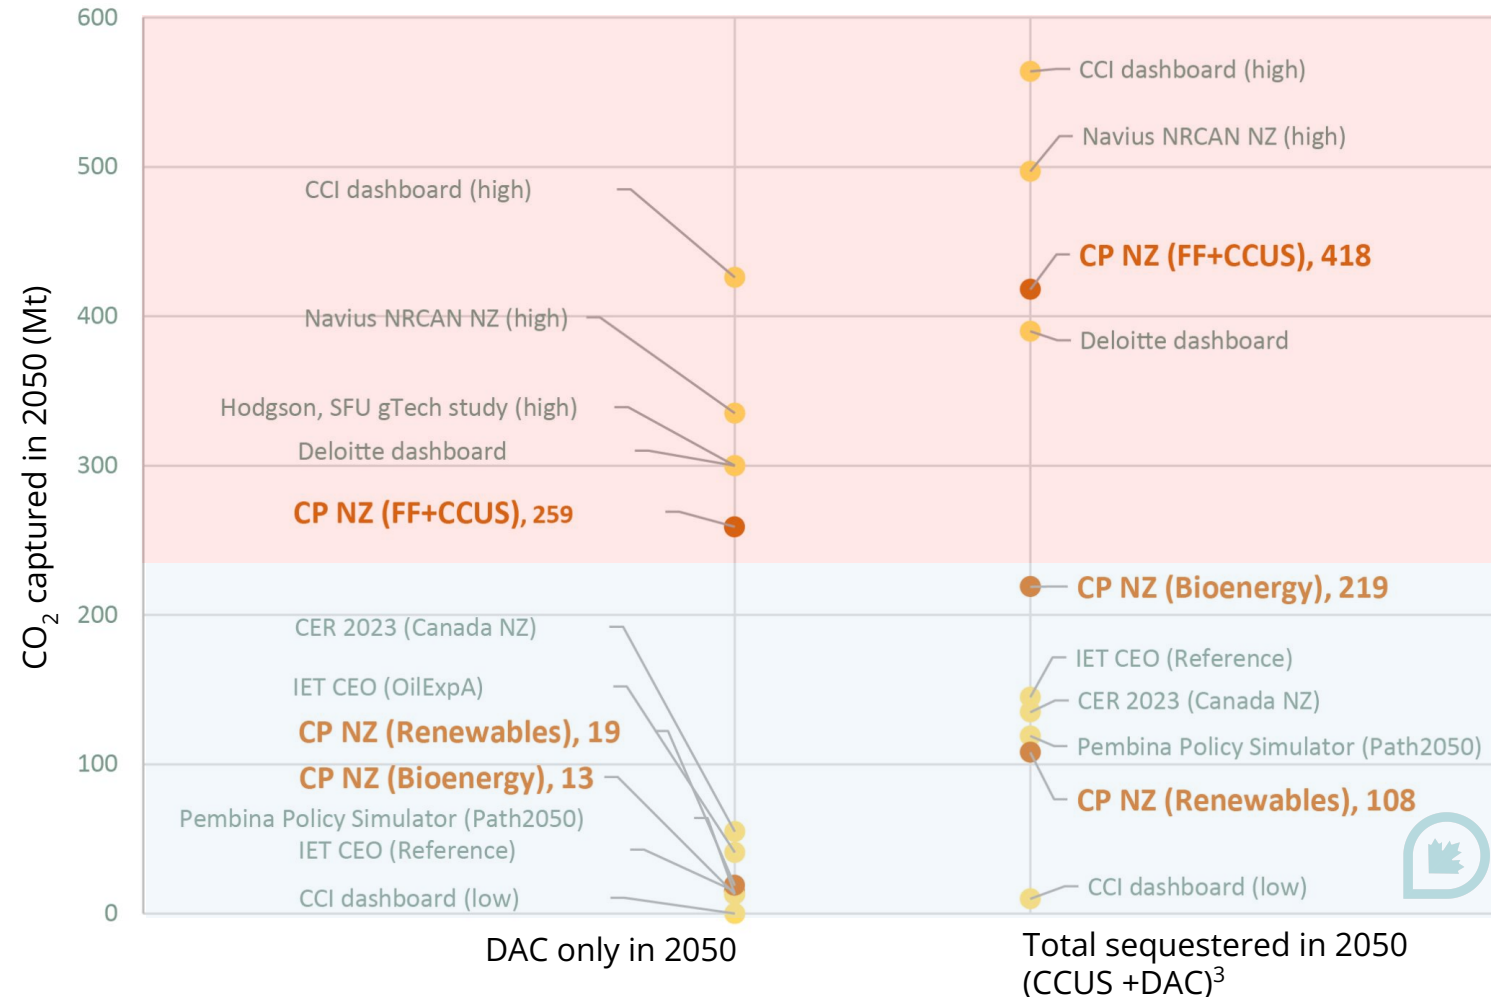 CO2 captured in 2050 (Mt)
600
500
400
300
200
100
0
CCI dashboard (high)
Navius NRCAN NZ (high)
Hodgson, SFU gTech study (high)
Deloitte dashboard
CP NZ (FF+CCUS), 259
CER 2023 (Canada NZ)
IET CEO (OilExpA)
CP NZ (Renewables), 19
CP NZ (Bioenergy), 13
Pembina Policy Simulator (Path2050)
IET CEO (Reference)
CCI dashboard (low)
CCI dashboard (high)
Navius NRCAN NZ (high)
CP NZ (FF+CCUS), 418
Deloitte dashboard
CP NZ (Bioenergy), 219
IET CEO (Reference)
CER 2023 (Canada NZ)
Pembina Policy Simulator (Path2050)
CP NZ (Renewables), 108
CCI dashboard (low)
DAC only in 2050
Total sequestered in 2050
(CCUS +DAC)3